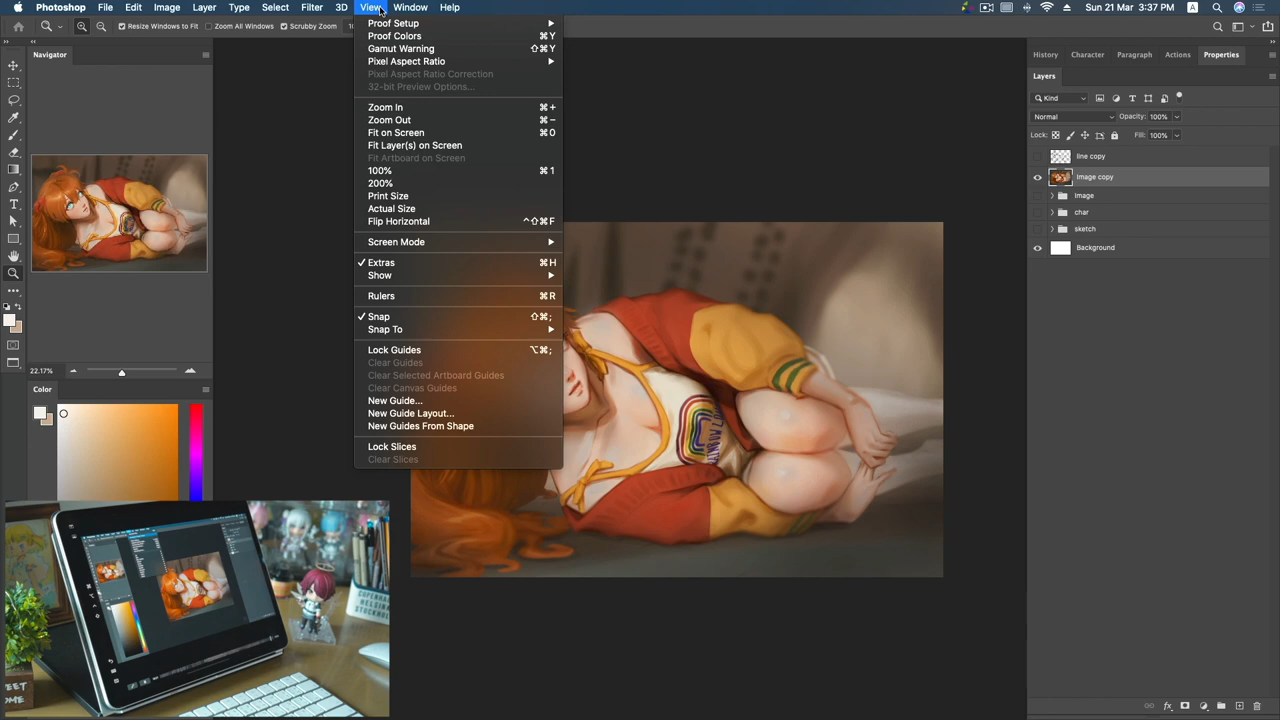 Photoshop File Edit Image Layer Type Select Filter 3D View Window Help
Sun 21 Mar 3:37 PM
Resize Windows to Fit All Windows Scrubby Zoom
Navigator
22.17%
Color
Proof Setup
Proof Colors ⌘Y
Gamut Warning ⇧⌘Y
Pixel Aspect Ratio
Pixel Aspect Ratio Correction
32-bit Preview Options...
Zoom In ⌘+
Zoom Out ⌘−
Fit on Screen ⌘0
Fit Layer(s) on Screen
Fit Artboard on Screen
100% ⌘1
200%
Print Size
Actual Size
Flip Horizontal ^⇧⌘F
Screen Mode
Extras ⌘H
Show
Rulers ⌘R
Snap ⇧⌘;
Snap To
Lock Guides ⌥⌘;
Clear Guides
Clear Selected Artboard Guides
Clear Canvas Guides
New Guide...
New Guide Layout...
New Guides From Shape
Lock Slices
Clear Slices
History Character Paragraph Actions Properties
Layers
Kind
Normal Opacity: 100%
Lock: Fill: 100%
line copy
image copy
image
char
sketch
Background
RAINBOW
COPENHAGEN
HELSINKI
STOCKHOLM
SWEET
HOME